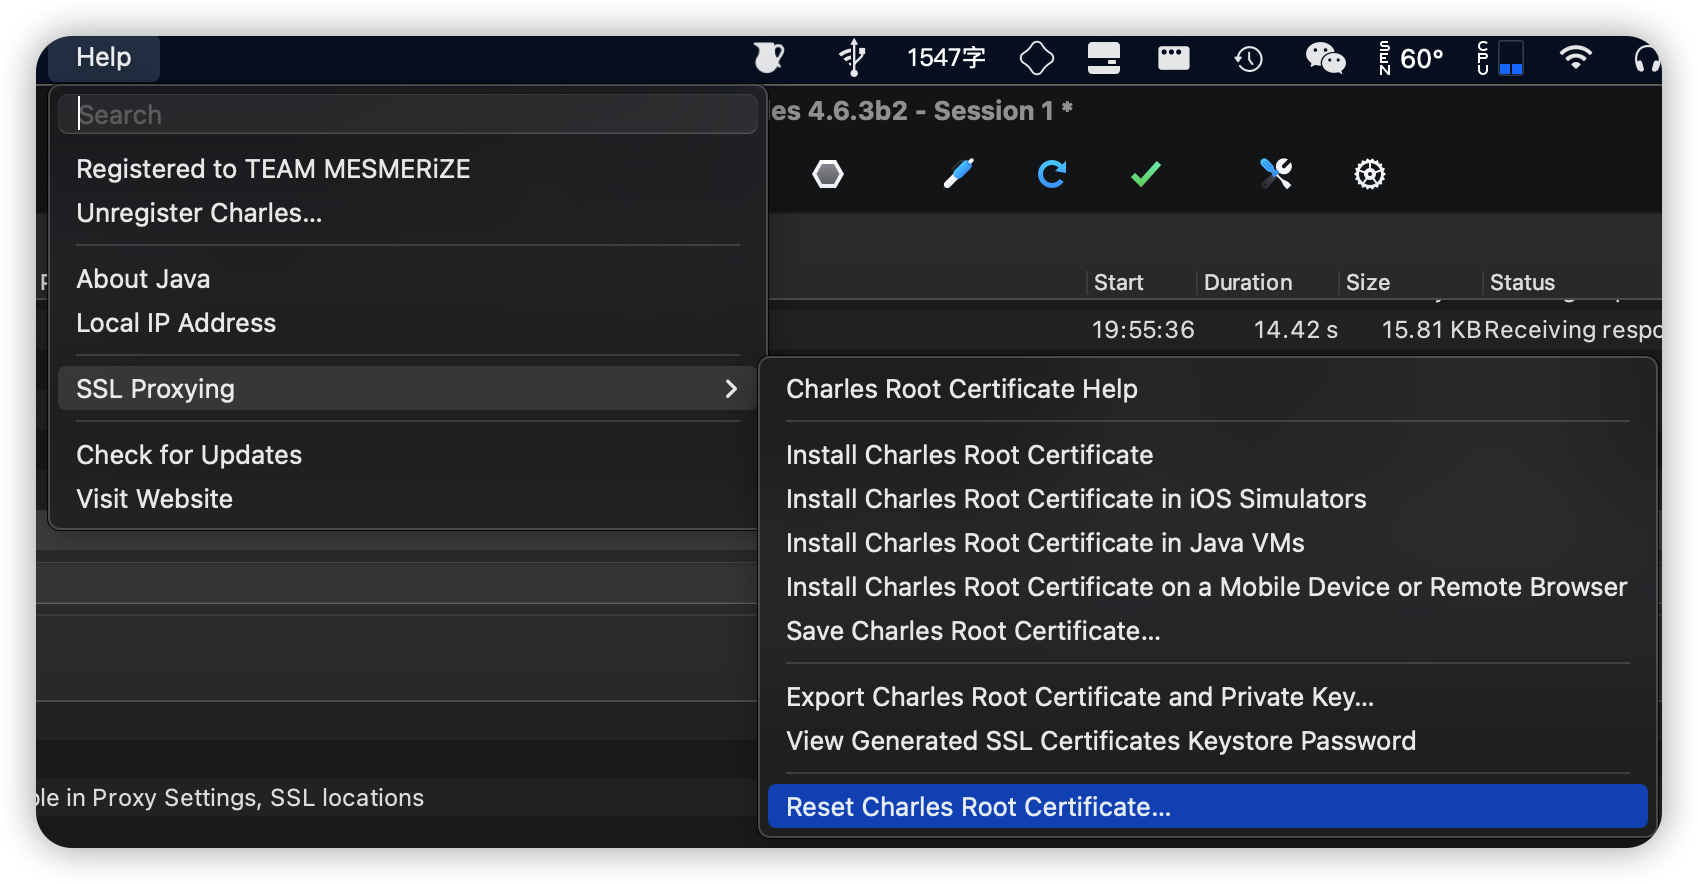 Help
1547字
SEN
60°
CPU
Search
les 4.6.3b2 - Session 1 *
Registered to TEAM MESMERiZE
Unregister Charles...
About Java
Local IP Address
Start Duration Size Status
19:55:36 14.42 s 15.81 KB Receiving respo
SSL Proxying
Check for Updates
Visit Website
Charles Root Certificate Help
Install Charles Root Certificate
Install Charles Root Certificate in iOS Simulators
Install Charles Root Certificate in Java VMs
Install Charles Root Certificate on a Mobile Device or Remote Browser
Save Charles Root Certificate...
Export Charles Root Certificate and Private Key...
View Generated SSL Certificates Keystore Password
Reset Charles Root Certificate...
ble in Proxy Settings, SSL locations